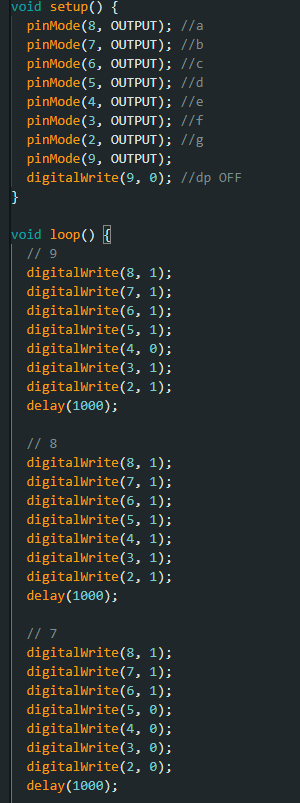 void setup() {
  pinMode(8, OUTPUT); //a
  pinMode(7, OUTPUT); //b
  pinMode(6, OUTPUT); //c
  pinMode(5, OUTPUT); //d
  pinMode(4, OUTPUT); //e
  pinMode(3, OUTPUT); //f
  pinMode(2, OUTPUT); //g
  pinMode(9, OUTPUT);
  digitalWrite(9, 0); //dp OFF
}

void loop() {
  // 9
  digitalWrite(8, 1);
  digitalWrite(7, 1);
  digitalWrite(6, 1);
  digitalWrite(5, 1);
  digitalWrite(4, 0);
  digitalWrite(3, 1);
  digitalWrite(2, 1);
  delay(1000);

  // 8
  digitalWrite(8, 1);
  digitalWrite(7, 1);
  digitalWrite(6, 1);
  digitalWrite(5, 1);
  digitalWrite(4, 1);
  digitalWrite(3, 1);
  digitalWrite(2, 1);
  delay(1000);

  // 7
  digitalWrite(8, 1);
  digitalWrite(7, 1);
  digitalWrite(6, 1);
  digitalWrite(5, 0);
  digitalWrite(4, 0);
  digitalWrite(3, 0);
  digitalWrite(2, 0);
  delay(1000);